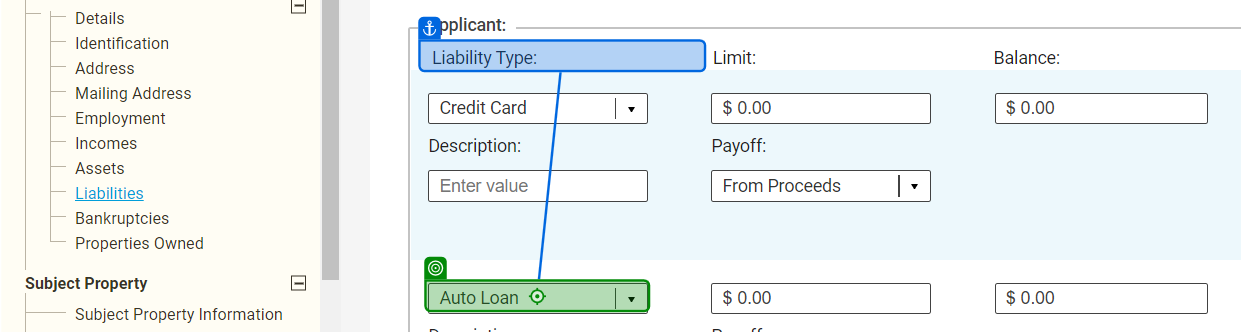 Details
Identification
Address
Mailing Address
Employment
Incomes
Assets
Liabilities
Bankruptcies
Properties Owned
Subject Property
Subject Property Information
pplicant:
Liability Type: Limit: Balance:
Credit Card $ 0.00 $ 0.00
Description: Payoff:
Enter value From Proceeds
Auto Loan $ 0.00 $ 0.00